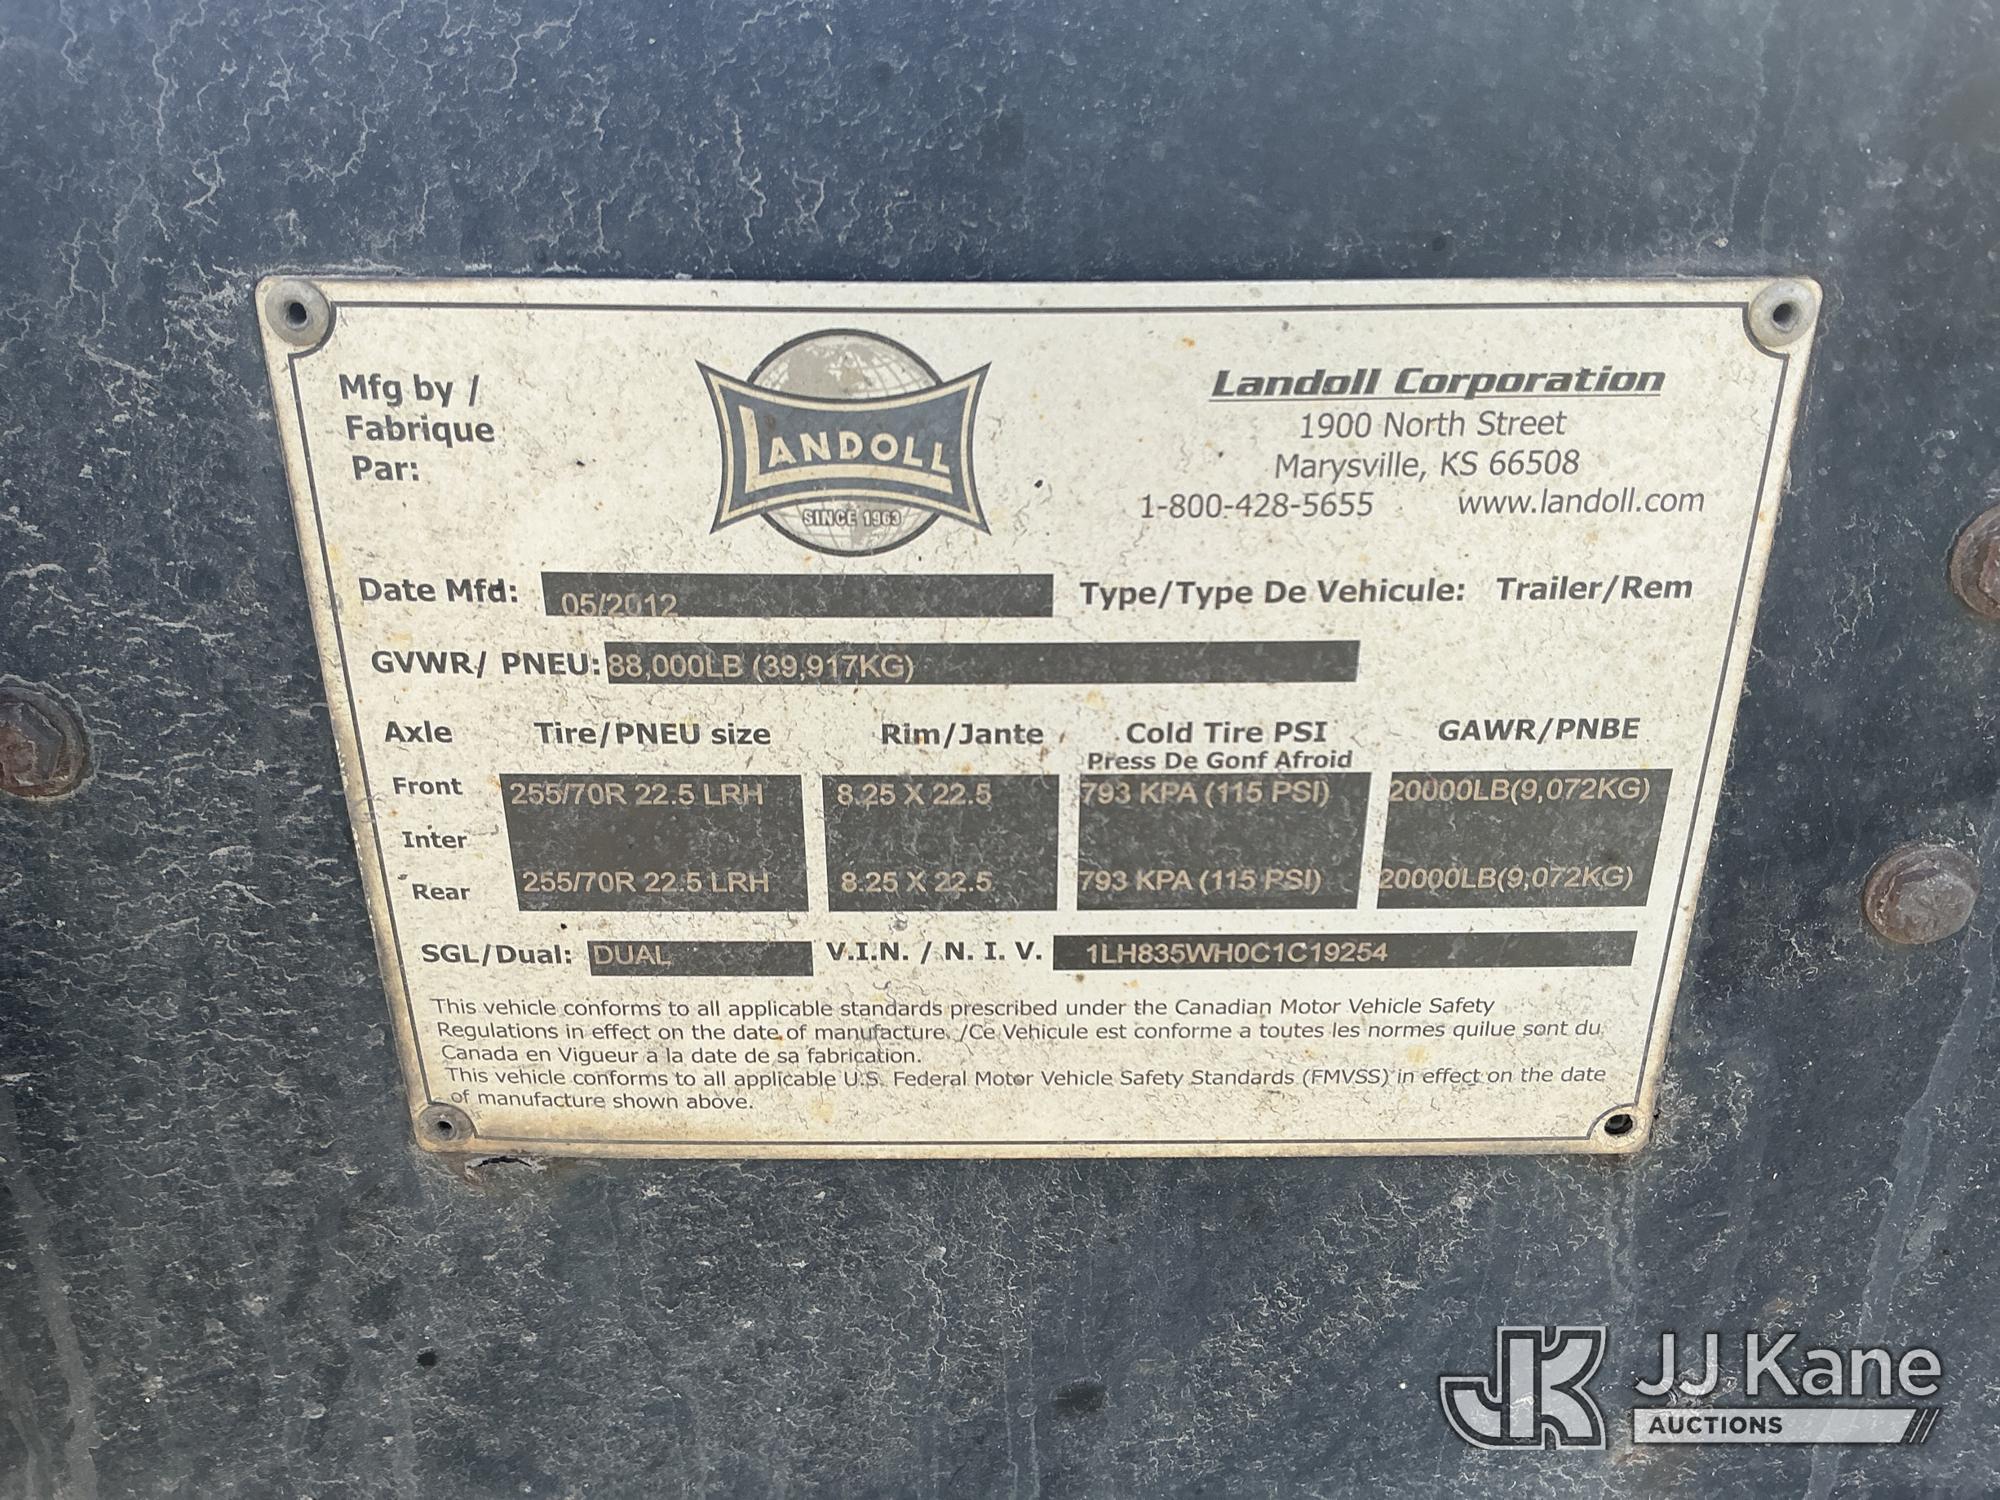 Mfg by /
Fabrique
Par:
LANDOLL
SINCE 1963
Landoll Corporation
1900 North Street
Marysville, KS 66508
1-800-428-5655 www.landoll.com
Date Mfd: 05/2012 Type/Type De Vehicule: Trailer/Rem
GVWR/ PNEU: 88,000LB (39,917KG)
Axle Tire/PNEU size Rim/Jante Cold Tire PSI GAWR/PNBE
Press De Gonf Afroid
Front 255/70R 22.5 LRH 8.25 X 22.5 793 KPA (115 PSI) 20000LB(9,072KG)
Inter
Rear 255/70R 22.5 LRH 8.25 X 22.5 793 KPA (115 PSI) 20000LB(9,072KG)
SGL/Dual: DUAL V.I.N. / N. I. V. 1LH835WH0C1C19254
This vehicle conforms to all applicable standards prescribed under the Canadian Motor Vehicle Safety
Regulations in effect on the date of manufacture. /Ce Vehicule est conforme a toutes les normes quilue sont du
Canada en Vigueur a la date de sa fabrication.
This vehicle conforms to all applicable U.S. Federal Motor Vehicle Safety Standards (FMVSS) in effect on the date
of manufacture shown above.
JK JJ Kane
AUCTIONS